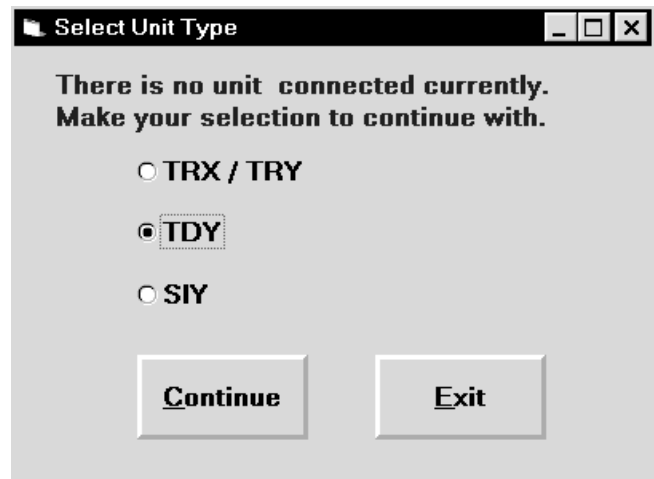 Select Unit Type
There is no unit  connected currently.
Make your selection to continue with.
TRX / TRY
TDY
SIY
Continue
Exit